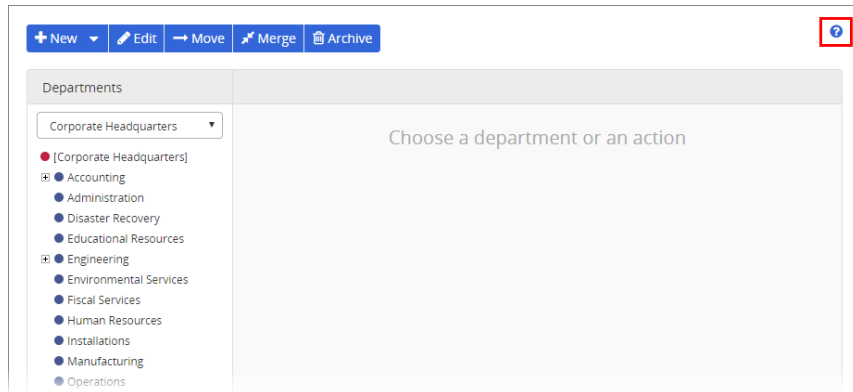 New Edit Move Merge Archive ?
Departments
Corporate Headquarters
Choose a department or an action
[Corporate Headquarters]
Accounting
Administration
Disaster Recovery
Educational Resources
Engineering
Environmental Services
Fiscal Services
Human Resources
Installations
Manufacturing
Operations